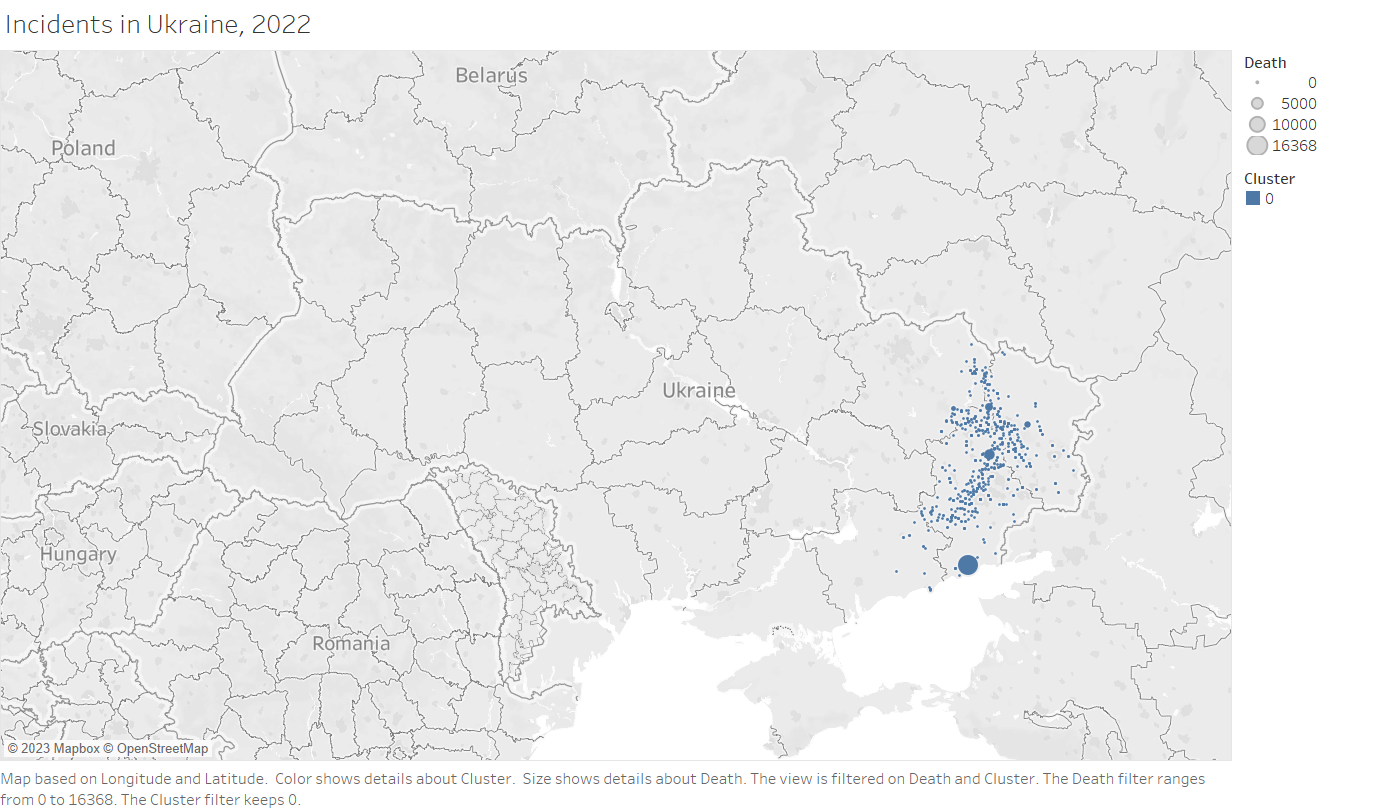 Incidents in Ukraine, 2022
Belarus
Poland
Ukraine
Slovakia
Hungary
Romania
© 2023 Mapbox © OpenStreetMap
Death
0
5000
10000
16368
Cluster
0
Map based on Longitude and Latitude.  Color shows details about Cluster.  Size shows details about Death. The view is filtered on Death and Cluster. The Death filter ranges
from 0 to 16368. The Cluster filter keeps 0.